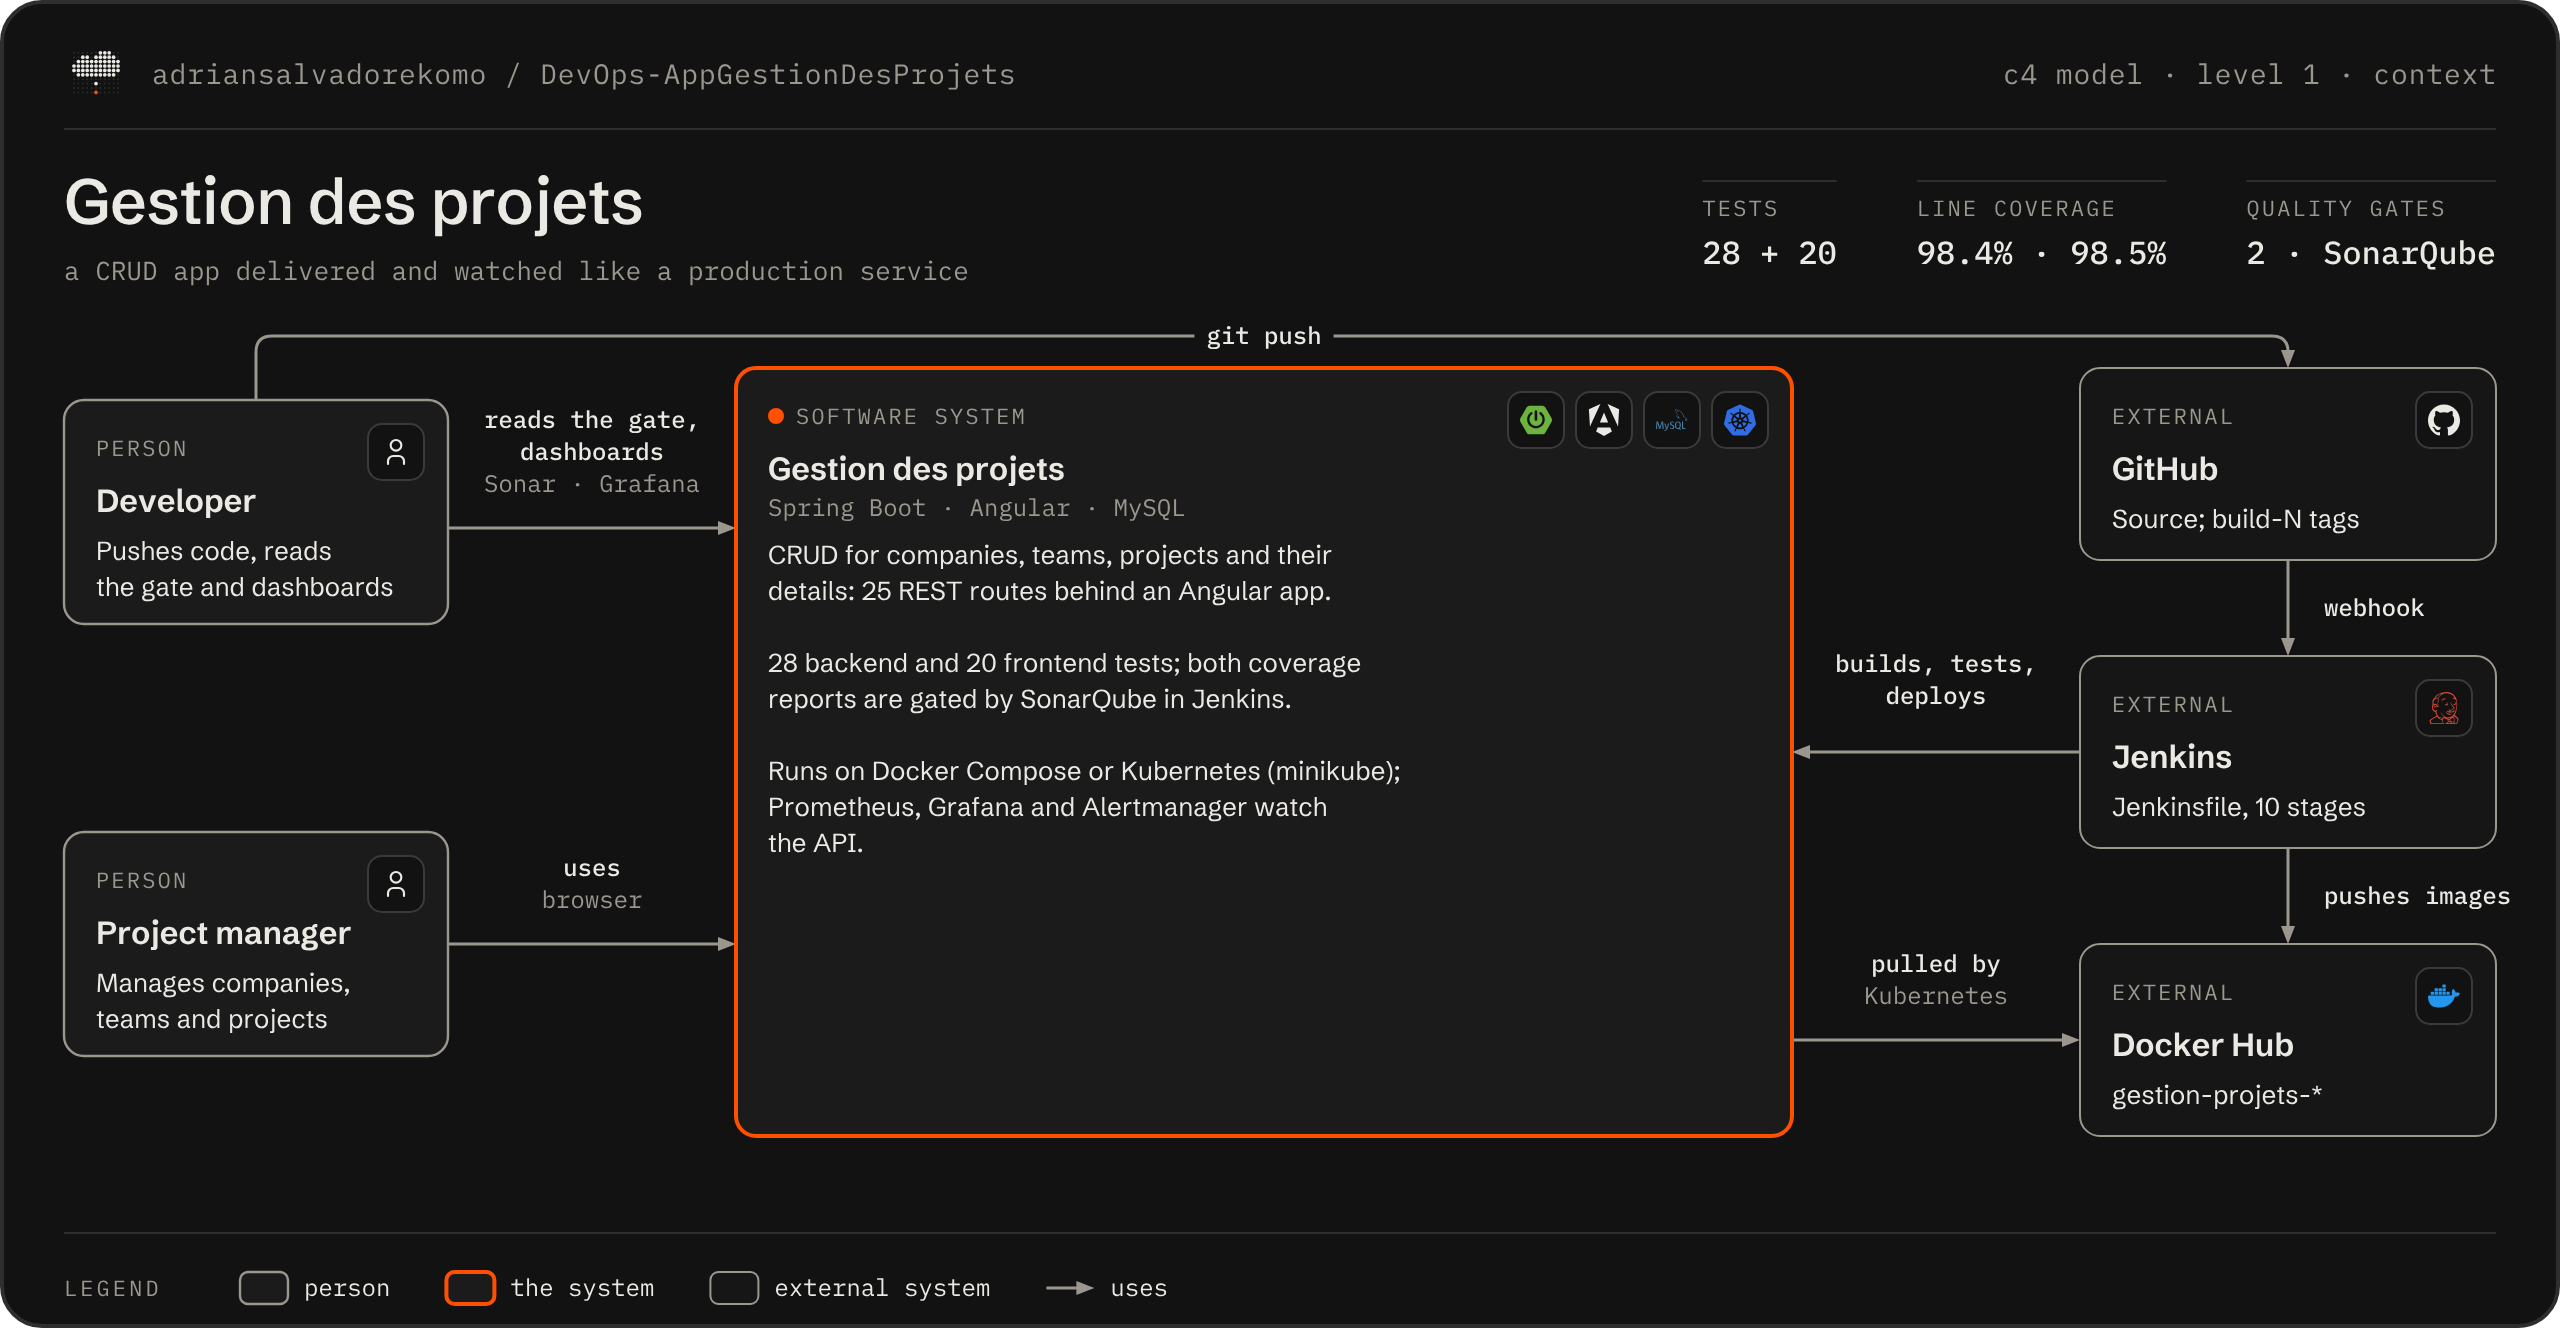 adriansalvadorekomo / DevOps-AppGestionDesProjets
c4 model · level 1 · context
Gestion des projets
a CRUD app delivered and watched like a production service
TESTS
28 + 20
LINE COVERAGE
98.4% · 98.5%
QUALITY GATES
2 · SonarQube
git push
PERSON
Developer
Pushes code, reads
the gate and dashboards
reads the gate,
dashboards
Sonar · Grafana
PERSON
Project manager
Manages companies,
teams and projects
uses
browser
SOFTWARE SYSTEM
MySQL
Gestion des projets
Spring Boot · Angular · MySQL
CRUD for companies, teams, projects and their
details: 25 REST routes behind an Angular app.
28 backend and 20 frontend tests; both coverage
reports are gated by SonarQube in Jenkins.
Runs on Docker Compose or Kubernetes (minikube);
Prometheus, Grafana and Alertmanager watch
the API.
EXTERNAL
GitHub
Source; build-N tags
webhook
builds, tests,
deploys
EXTERNAL
Jenkins
Jenkinsfile, 10 stages
pushes images
pulled by
Kubernetes
EXTERNAL
Docker Hub
gestion-projets-*
LEGEND
person
the system
external system
uses